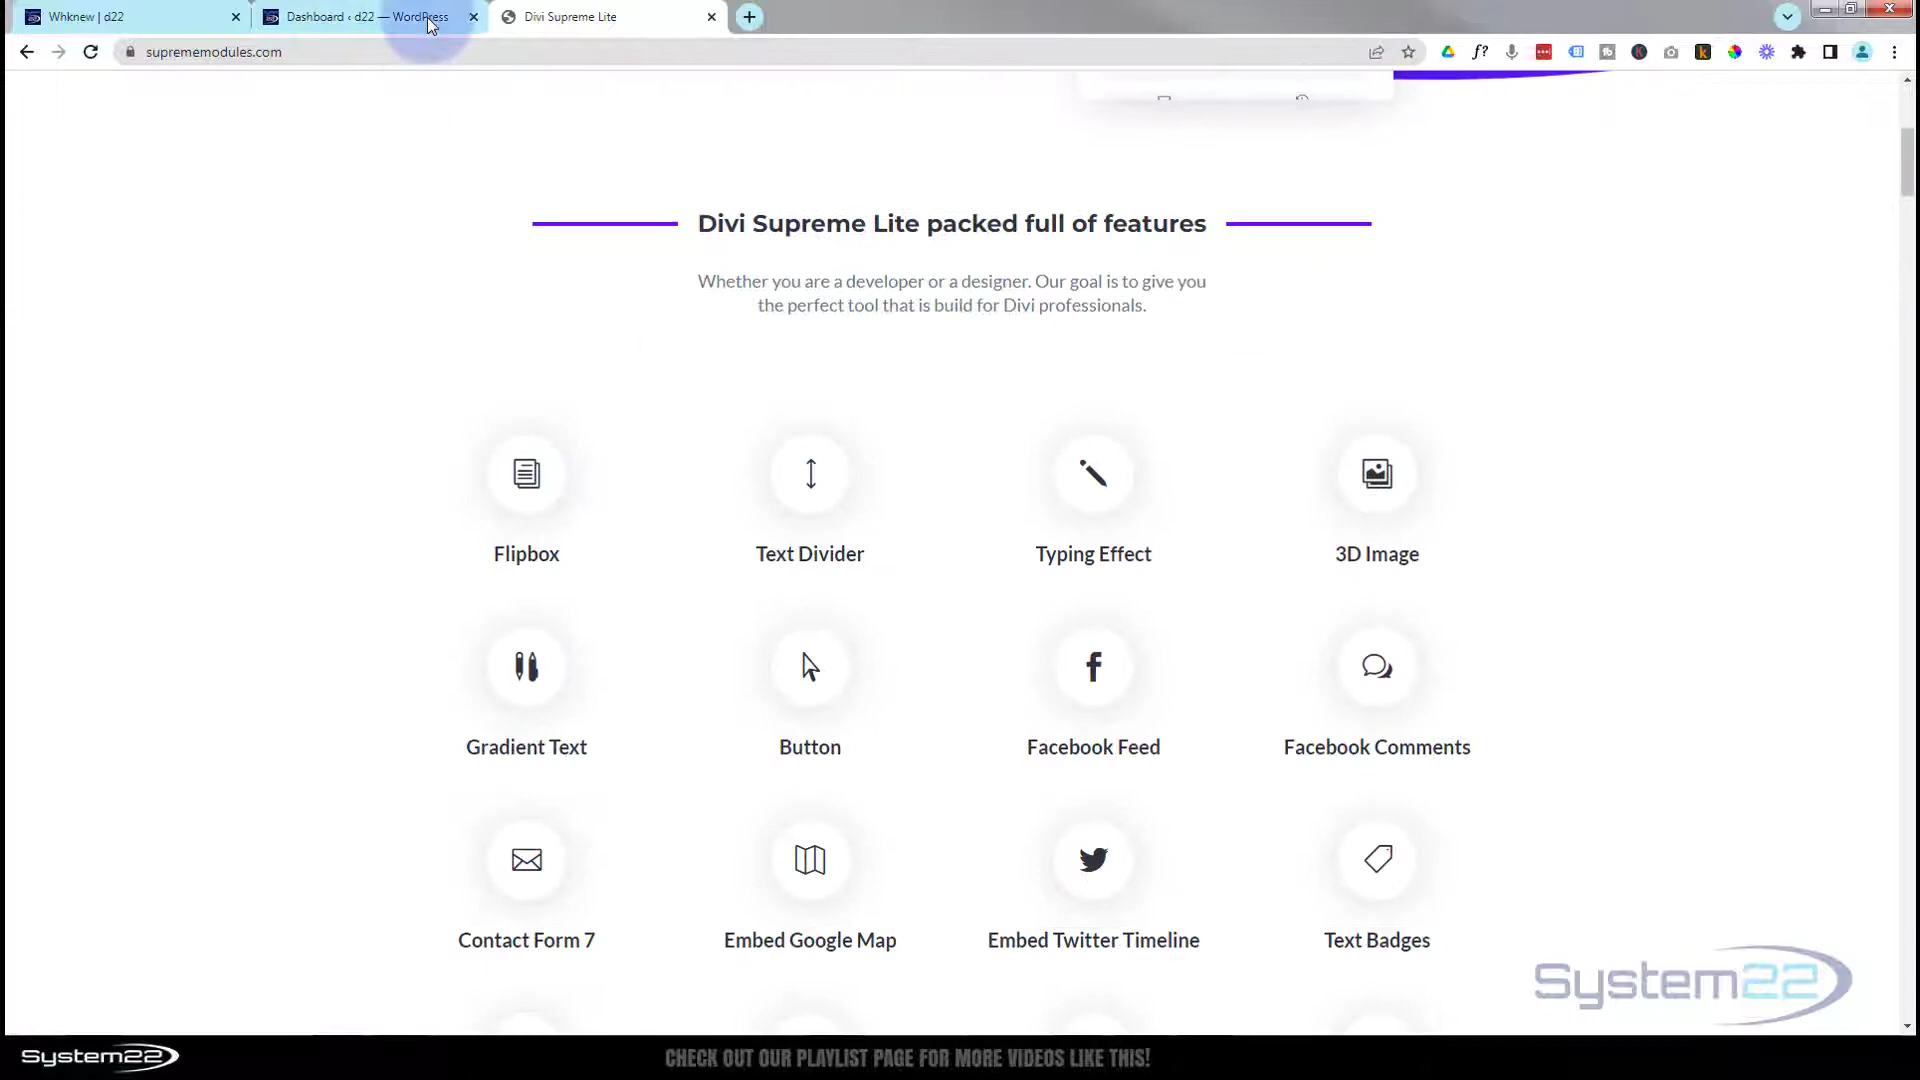 Whknew | d22
Dashboard ‹ d22 — WordPress
Divi Supreme Lite
suprememodules.com
Divi Supreme Lite packed full of features
Whether you are a developer or a designer. Our goal is to give you
the perfect tool that is build for Divi professionals.
Flipbox
Text Divider
Typing Effect
3D Image
Gradient Text
Button
Facebook Feed
Facebook Comments
Contact Form 7
Embed Google Map
Embed Twitter Timeline
Text Badges
System22
System22
CHECK OUT OUR PLAYLIST PAGE FOR MORE VIDEOS LIKE THIS!